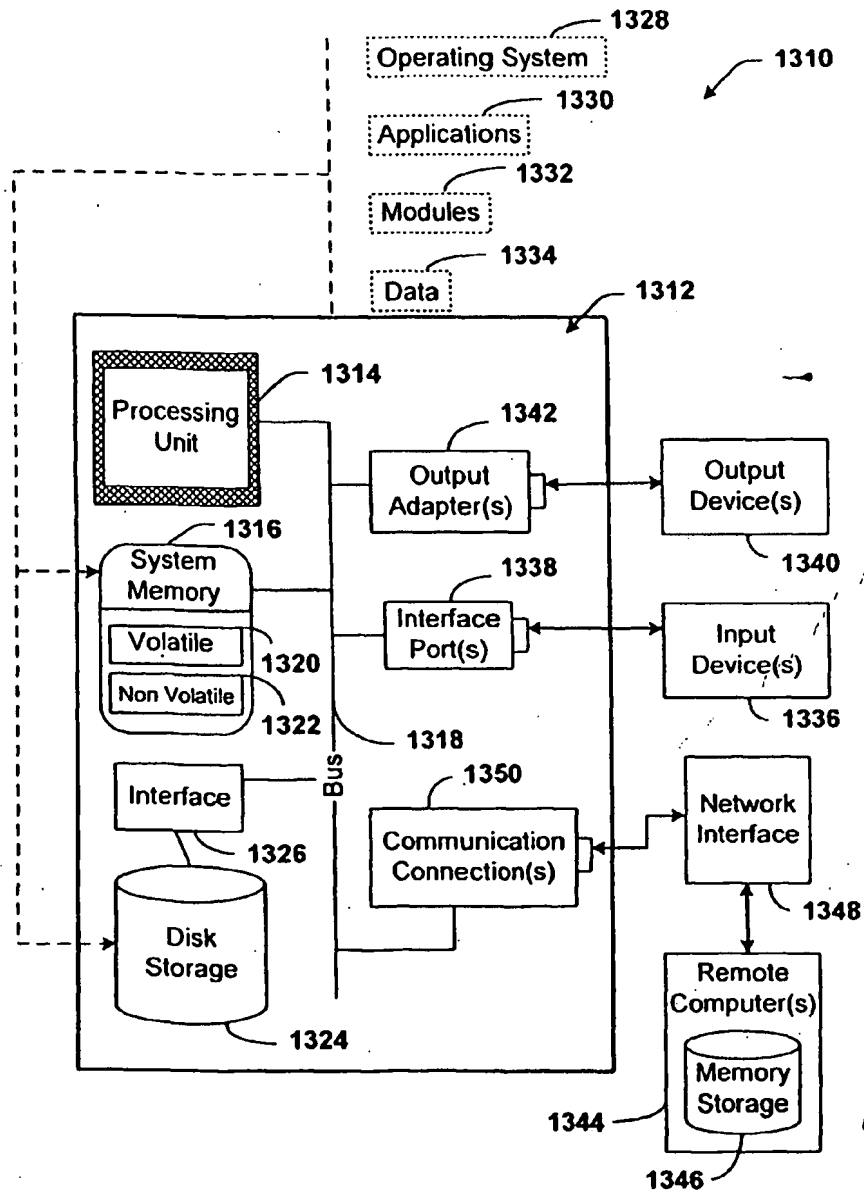 1328
Operating System
1310
1330
Applications
1332
Modules
1334
Data
1312
1314
Processing
Unit
1342
Output
Adapter(s)
Output
Device(s)
1340
1316
System
Memory
Volatile
1320
Non Volatile
1322
1338
Interface
Port(s)
Input
Device(s)
1336
1318
Bus
Interface
1326
1350
Communication
Connection(s)
Network
Interface
1348
Disk
Storage
1324
Remote
Computer(s)
Memory
Storage
1344
1346